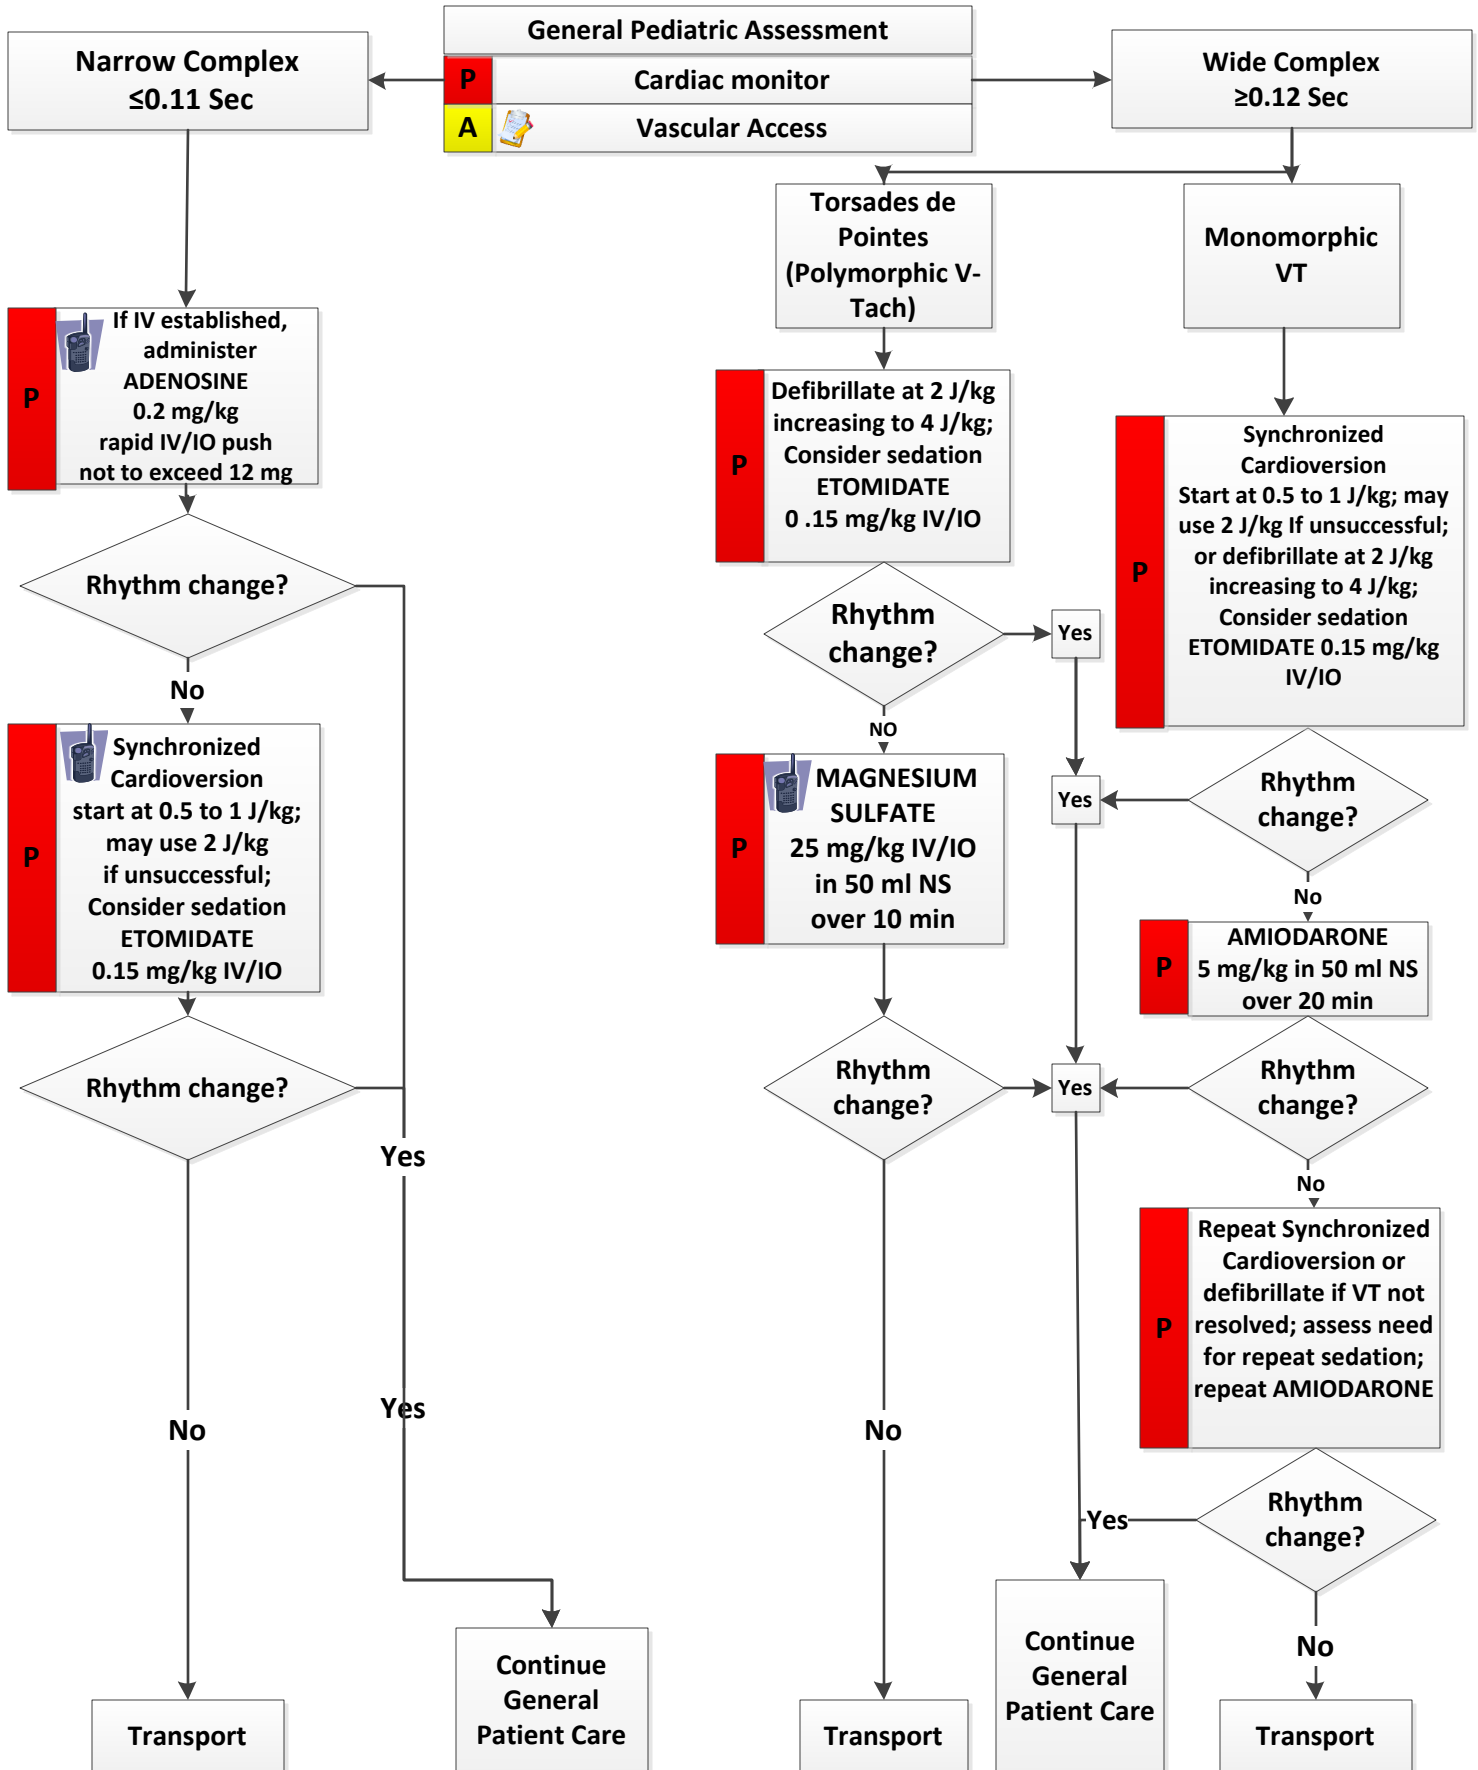 General Pediatric Assessment
P
Cardiac monitor
A
Vascular Access
Narrow Complex
≤0.11 Sec
Wide Complex
≥0.12 Sec
P
If IV established,
administer
ADENOSINE
0.2 mg/kg
rapid IV/IO push
not to exceed 12 mg
Rhythm change?
No
P
Synchronized
Cardioversion
start at 0.5 to 1 J/kg;
may use 2 J/kg
if unsuccessful;
Consider sedation
ETOMIDATE
0.15 mg/kg IV/IO
Rhythm change?
Yes
Yes
No
Transport
Continue
General
Patient Care
Torsades de
Pointes
(Polymorphic V-
Tach)
P
Defibrillate at 2 J/kg
increasing to 4 J/kg;
Consider sedation
ETOMIDATE
0 .15 mg/kg IV/IO
Rhythm
change?
Yes
NO
P
MAGNESIUM
SULFATE
25 mg/kg IV/IO
in 50 ml NS
over 10 min
Rhythm
change?
Yes
No
Transport
Monomorphic
VT
P
Synchronized
Cardioversion
Start at 0.5 to 1 J/kg; may
use 2 J/kg If unsuccessful;
or defibrillate at 2 J/kg
increasing to 4 J/kg;
Consider sedation
ETOMIDATE 0.15 mg/kg
IV/IO
Rhythm
change?
Yes
No
P
AMIODARONE
5 mg/kg in 50 ml NS
over 20 min
Rhythm
change?
No
P
Repeat Synchronized
Cardioversion or
defibrillate if VT not
resolved; assess need
for repeat sedation;
repeat AMIODARONE
Rhythm
change?
Yes
No
Continue
General
Patient Care
Transport